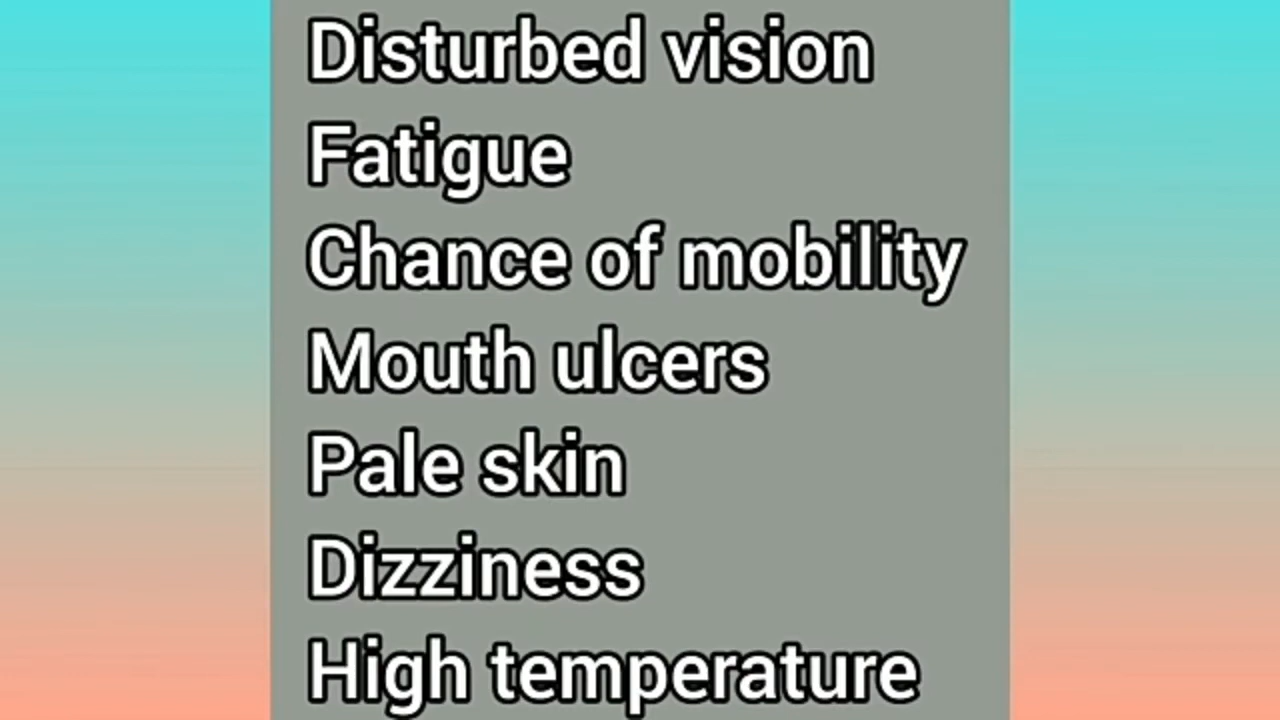 Disturbed vision
Fatigue
Chance of mobility
Mouth ulcers
Pale skin
Dizziness
High temperature